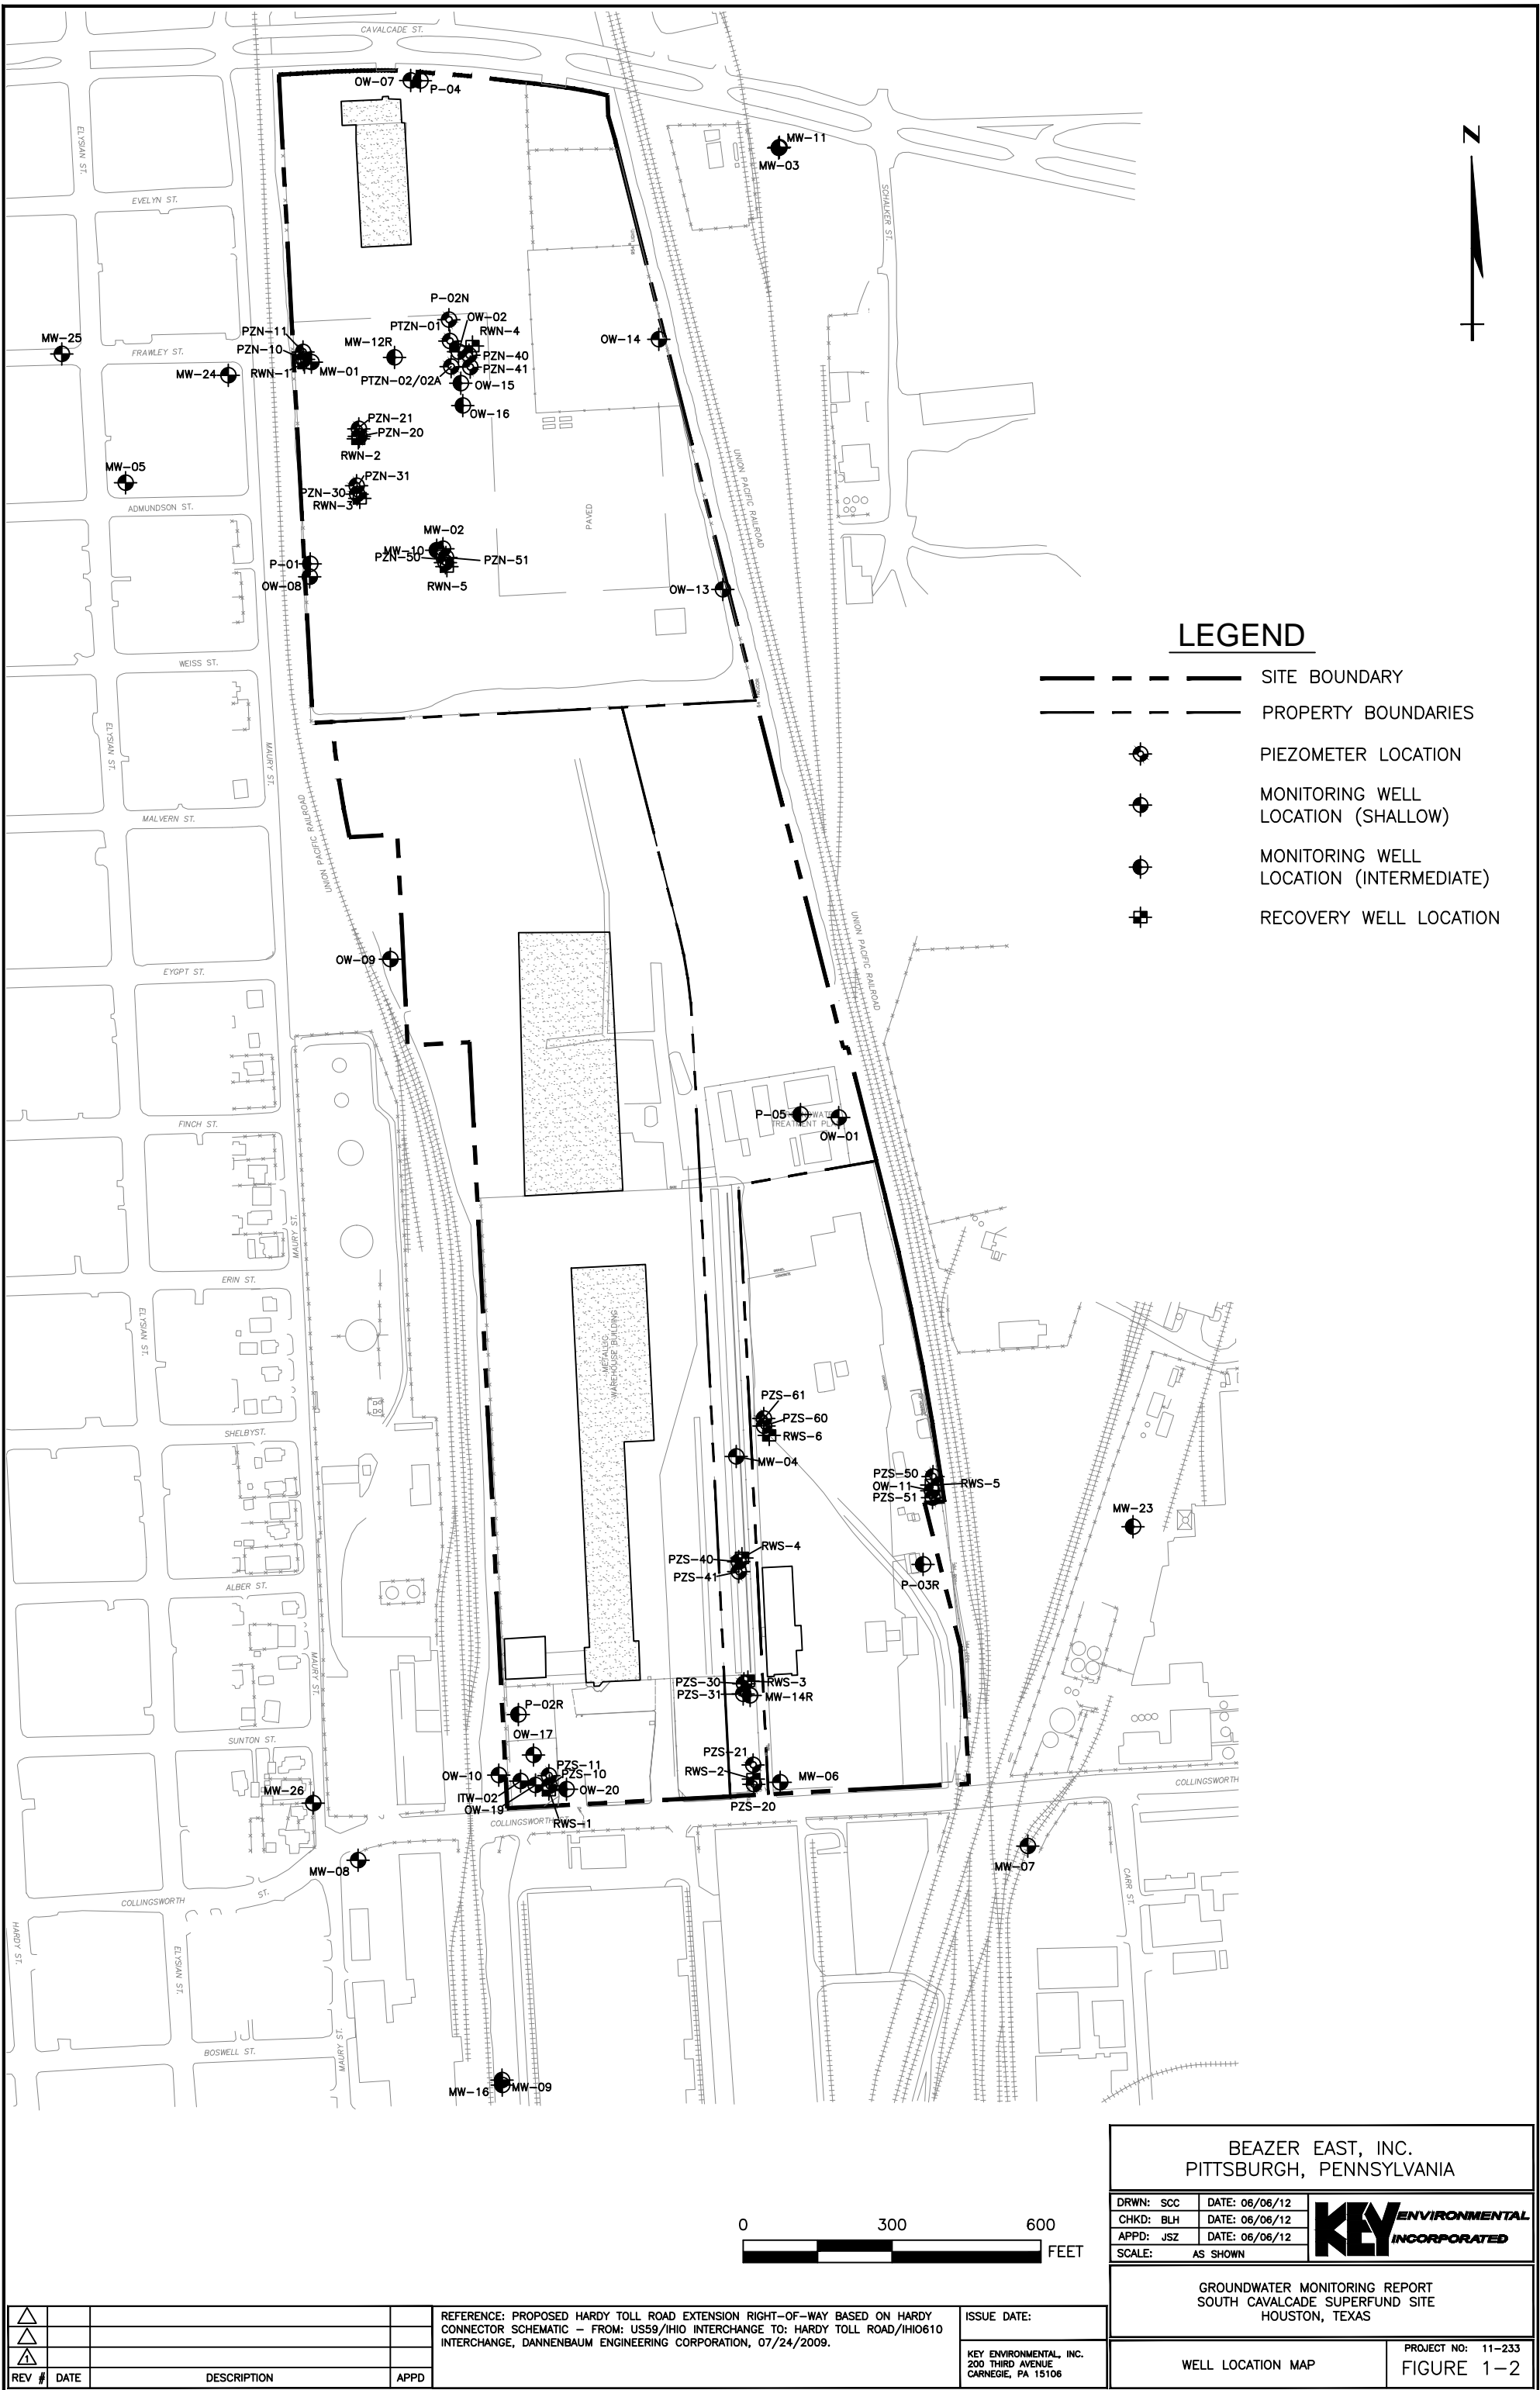 CAVALCADE ST.
OW-07
P-04
N
MW-11
MW-03
ELYSIAN ST.
SCHALKER ST.
EVELYN ST.
P-02N
OW-02
PTZN-01
RWN-4
PZN-11
MW-25
MW-12R
OW-14
PZN-10
PZN-40
FRAWLEY ST.
MW-24
RWN-1
MW-01
PZN-41
PTZN-02/02A
OW-15
OW-16
PZN-21
PZN-20
RWN-2
UNION PACIFIC RAILROAD
MW-05
PZN-31
PZN-30
RWN-3
ADMUNDSON ST.
PAVED
MW-02
MW-10
PZN-50
PZN-51
P-01
RWN-5
OW-08
OW-13
LEGEND
SITE BOUNDARY
PROPERTY BOUNDARIES
PIEZOMETER LOCATION
MONITORING WELL
LOCATION (SHALLOW)
MONITORING WELL
LOCATION (INTERMEDIATE)
RECOVERY WELL LOCATION
WEISS ST.
ELYSIAN ST.
MAURY ST.
MALVERN ST.
UNION PACIFIC RAILROAD
UNION PACIFIC RAILROAD
OW-09
EYGPT ST.
P-05
OW-01
TREATMENT
FINCH ST.
MAURY ST.
ERIN ST.
ELYSIAN ST.
METALLIC
WAREHOUSE BUILDING
PZS-61
PZS-60
RWS-6
SHELBYST.
MW-04
PZS-50
OW-11
PZS-51
RWS-5
MW-23
RWS-4
PZS-40
PZS-41
P-03R
ALBER ST.
MAURY ST.
PZS-30
RWS-3
PZS-31
MW-14R
P-02R
OW-17
SUNTON ST.
PZS-21
PZS-11
PZS-10
OW-10
RWS-2
MW-06
COLLINGSWORTH
MW-26
ITW-02
OW-20
OW-19
PZS-20
COLLINGSWORTH ST.
RWS-1
MW-08
MW-07
CARR ST.
COLLINGSWORTH ST.
HARDY ST.
ELYSIAN ST.
BOSWELL ST.
MAURY ST.
MW-16
MW-09
0 300 600
FEET
BEAZER EAST, INC.
PITTSBURGH, PENNSYLVANIA
DRWN: SCC DATE: 06/06/12
CHKD: BLH DATE: 06/06/12
APPD: JSZ DATE: 06/06/12
SCALE: AS SHOWN
KEY ENVIRONMENTAL
INCORPORATED
GROUNDWATER MONITORING REPORT
SOUTH CAVALCADE SUPERFUND SITE
HOUSTON, TEXAS
WELL LOCATION MAP
PROJECT NO: 11-233
FIGURE 1-2
REFERENCE: PROPOSED HARDY TOLL ROAD EXTENSION RIGHT-OF-WAY BASED ON HARDY
CONNECTOR SCHEMATIC - FROM: US59/IHIO INTERCHANGE TO: HARDY TOLL ROAD/IHIO610
INTERCHANGE, DANNENBAUM ENGINEERING CORPORATION, 07/24/2009.
ISSUE DATE:
KEY ENVIRONMENTAL, INC.
200 THIRD AVENUE
CARNEGIE, PA 15106
1
REV # DATE DESCRIPTION APPD